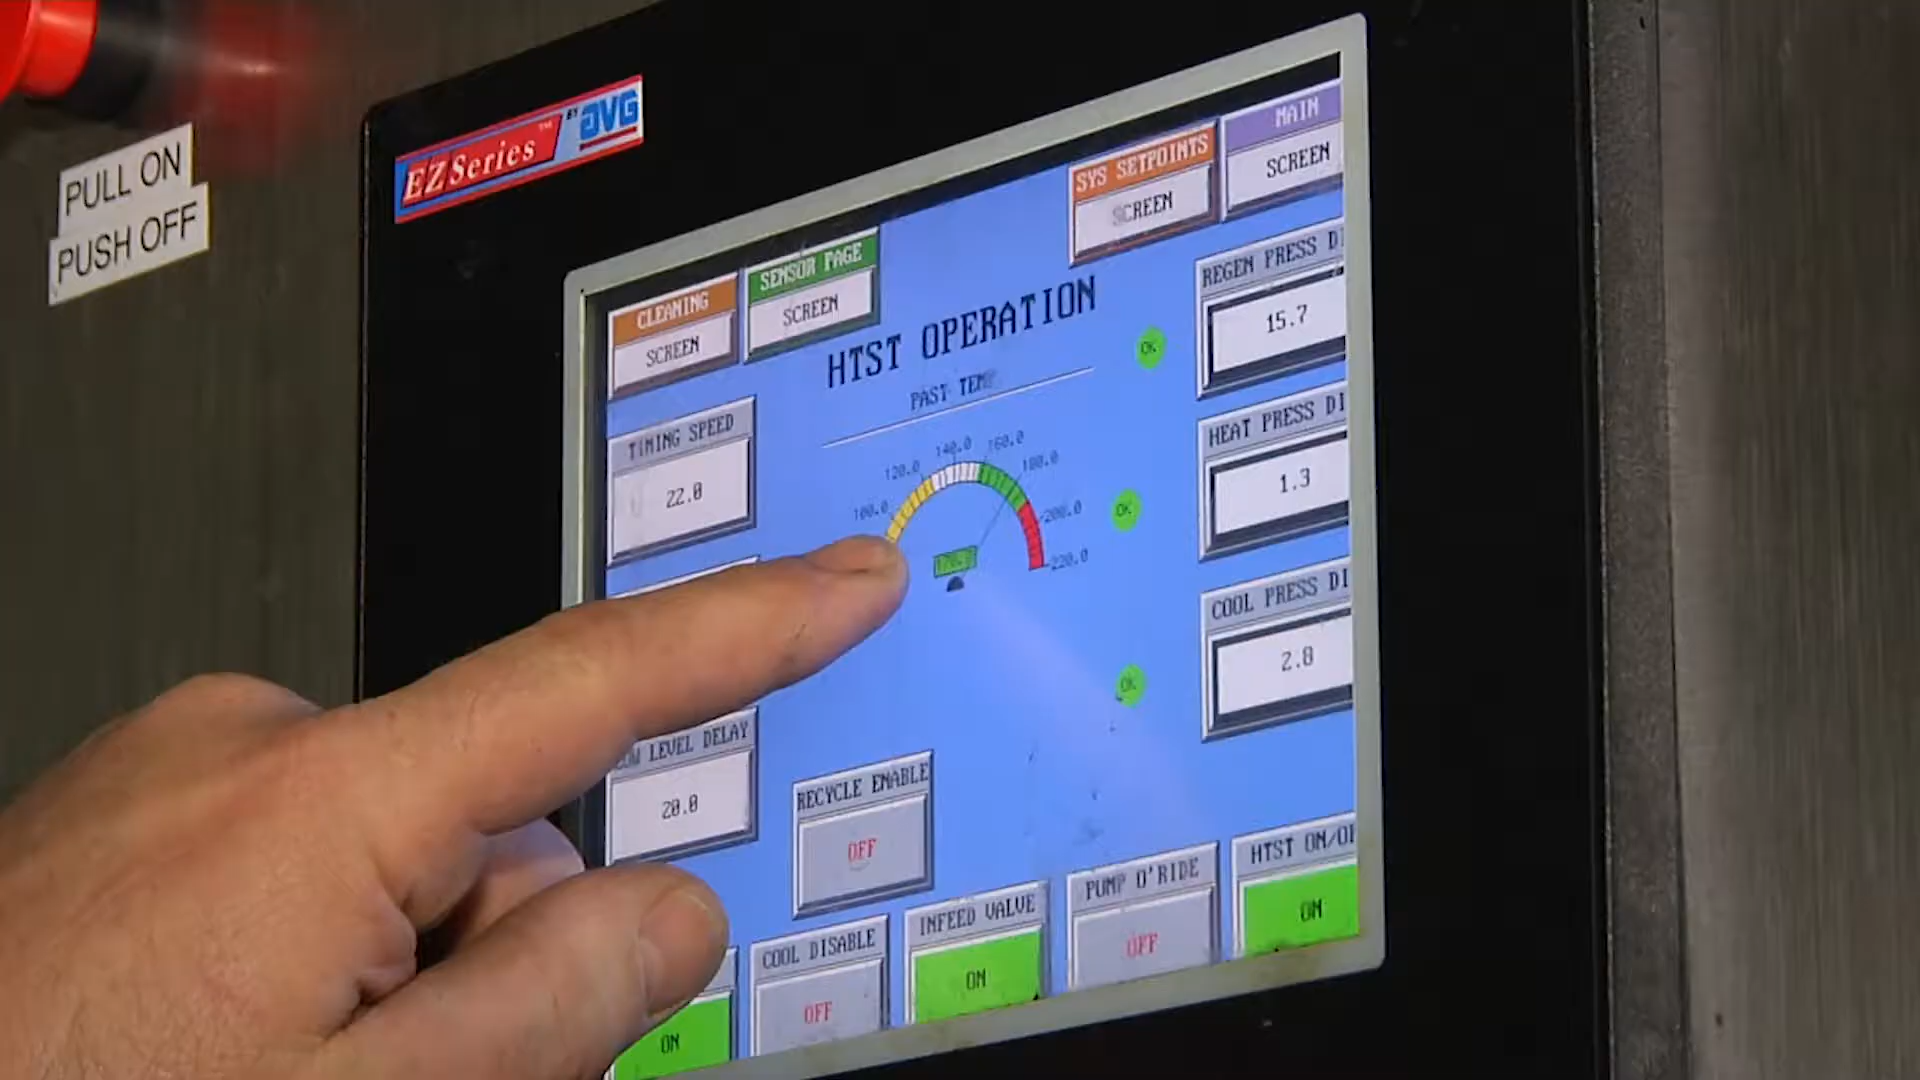 EZSeries™ BY AVG
PULL ON
PUSH OFF
MAIN
SCREEN
SYS SETPOINTS
SCREEN
SENSOR PAGE
SCREEN
CLEANING
SCREEN
HTST OPERATION
PAST TEMP
REGEN PRESS DI
15.7
OK
TIMING SPEED
22.0
100.0
120.0
140.0
160.0
180.0
200.0
220.0
HEAT PRESS DI
1.3
OK
COOL PRESS DI
2.8
OK
LOW LEVEL DELAY
20.0
RECYCLE ENABLE
OFF
ON
COOL DISABLE
OFF
INFEED VALVE
ON
PUMP O'RIDE
OFF
HTST ON/OF
ON